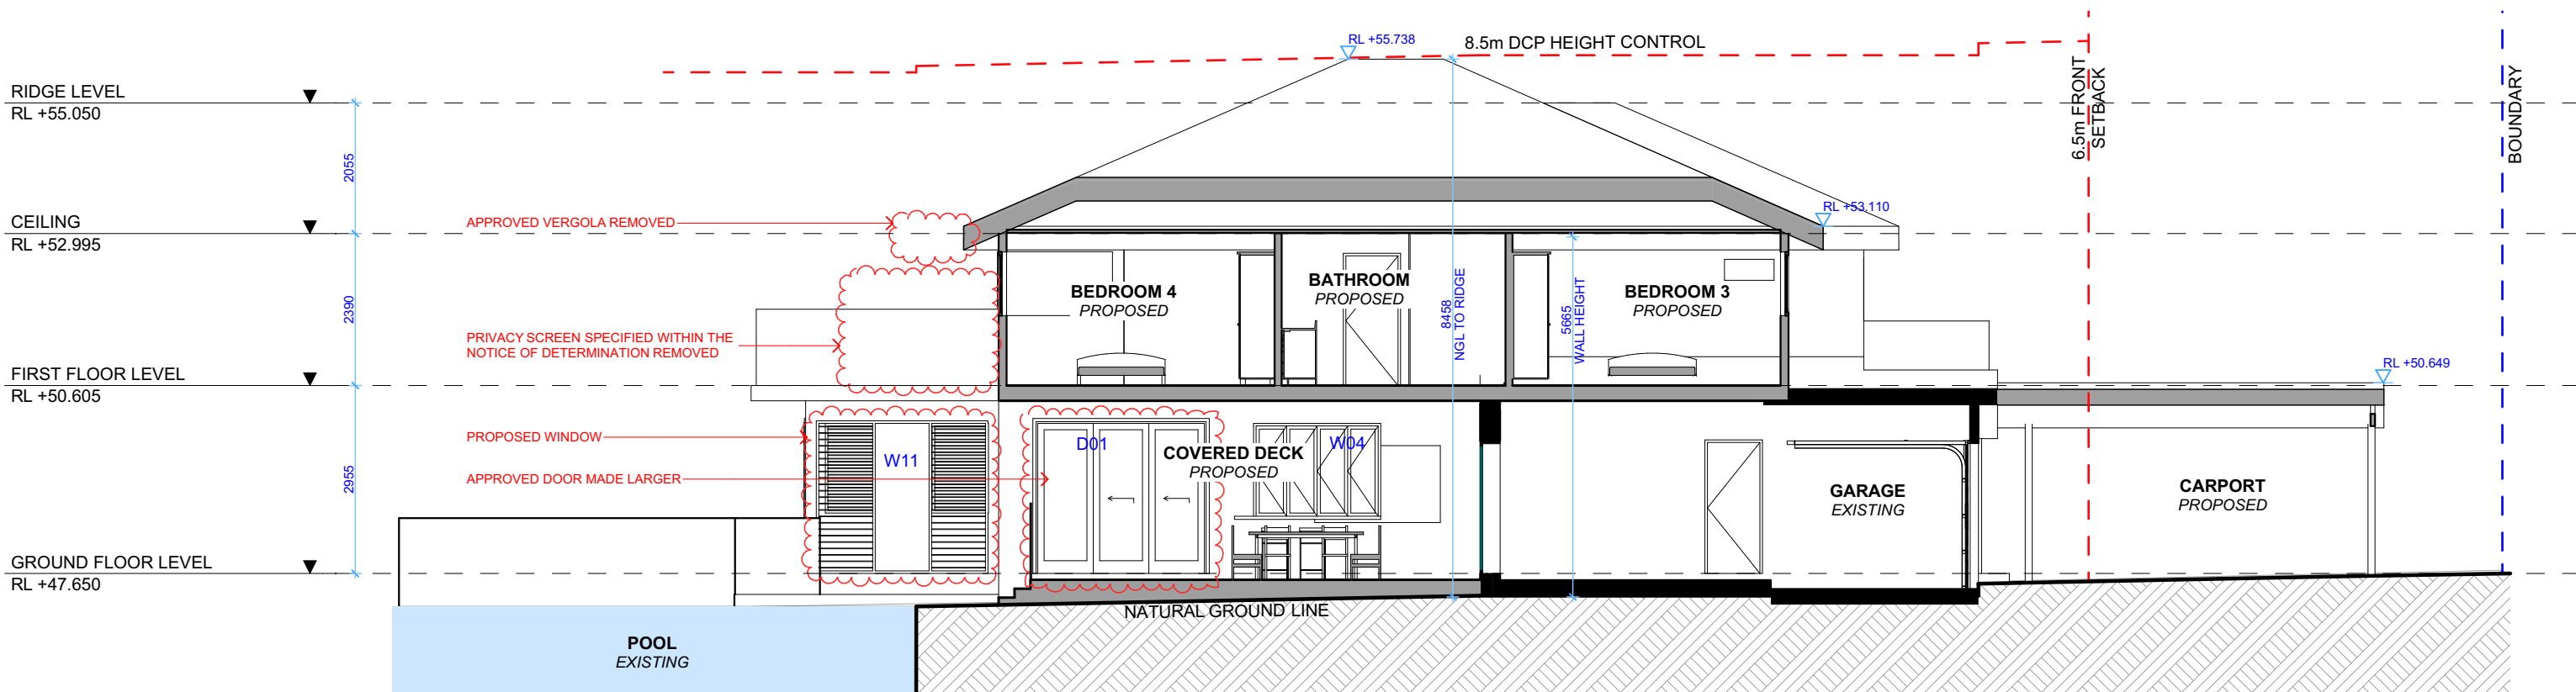 RL +55.738
8.5m DCP HEIGHT CONTROL
6.5m FRONT
SETBACK
BOUNDARY
RIDGE LEVEL
RL +55.050
2055
CEILING
RL +52.995
APPROVED VERGOLA REMOVED
RL +53.110
2390
BEDROOM 4
PROPOSED
BATHROOM
PROPOSED
8458
NGL TO RIDGE
5665
WALL HEIGHT
BEDROOM 3
PROPOSED
PRIVACY SCREEN SPECIFIED WITHIN THE
NOTICE OF DETERMINATION REMOVED
FIRST FLOOR LEVEL
RL +50.605
RL +50.649
2955
PROPOSED WINDOW
W11
D01
W04
COVERED DECK
PROPOSED
APPROVED DOOR MADE LARGER
GARAGE
EXISTING
CARPORT
PROPOSED
GROUND FLOOR LEVEL
RL +47.650
NATURAL GROUND LINE
POOL
EXISTING